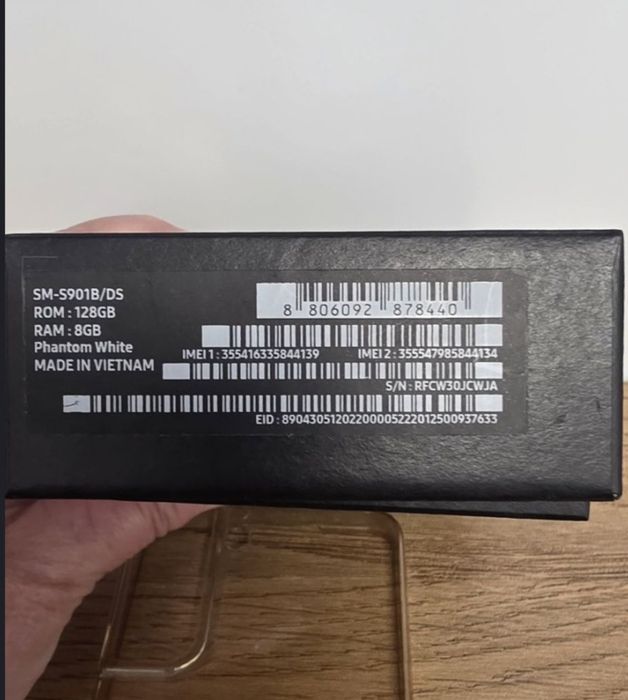 SM-S901B/DS
ROM : 128GB
RAM : 8GB
Phantom White
MADE IN VIETNAM
8 806092 878440
IMEI 1 : 355416335844139 IMEI 2 : 355547985844134
S/N : RFCW30JCWJA
EID : 89043051202200005222012500937633